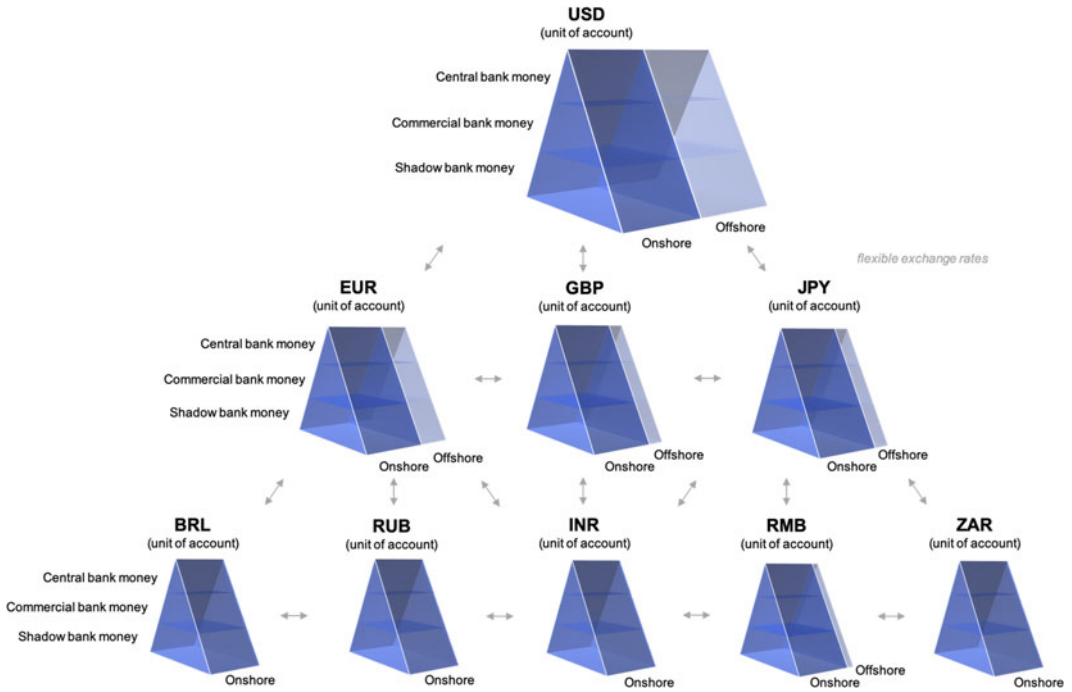 USD
(unit of account)
Central bank money
Commercial bank money
Shadow bank money
Offshore
Onshore
flexible exchange rates
EUR
(unit of account)
GBP
(unit of account)
JPY
(unit of account)
Central bank money
Commercial bank money
Shadow bank money
Offshore
Onshore
Offshore
Onshore
Offshore
Onshore
BRL
(unit of account)
RUB
(unit of account)
INR
(unit of account)
RMB
(unit of account)
ZAR
(unit of account)
Central bank money
Commercial bank money
Shadow bank money
Onshore
Onshore
Onshore
Offshore
Onshore
Onshore